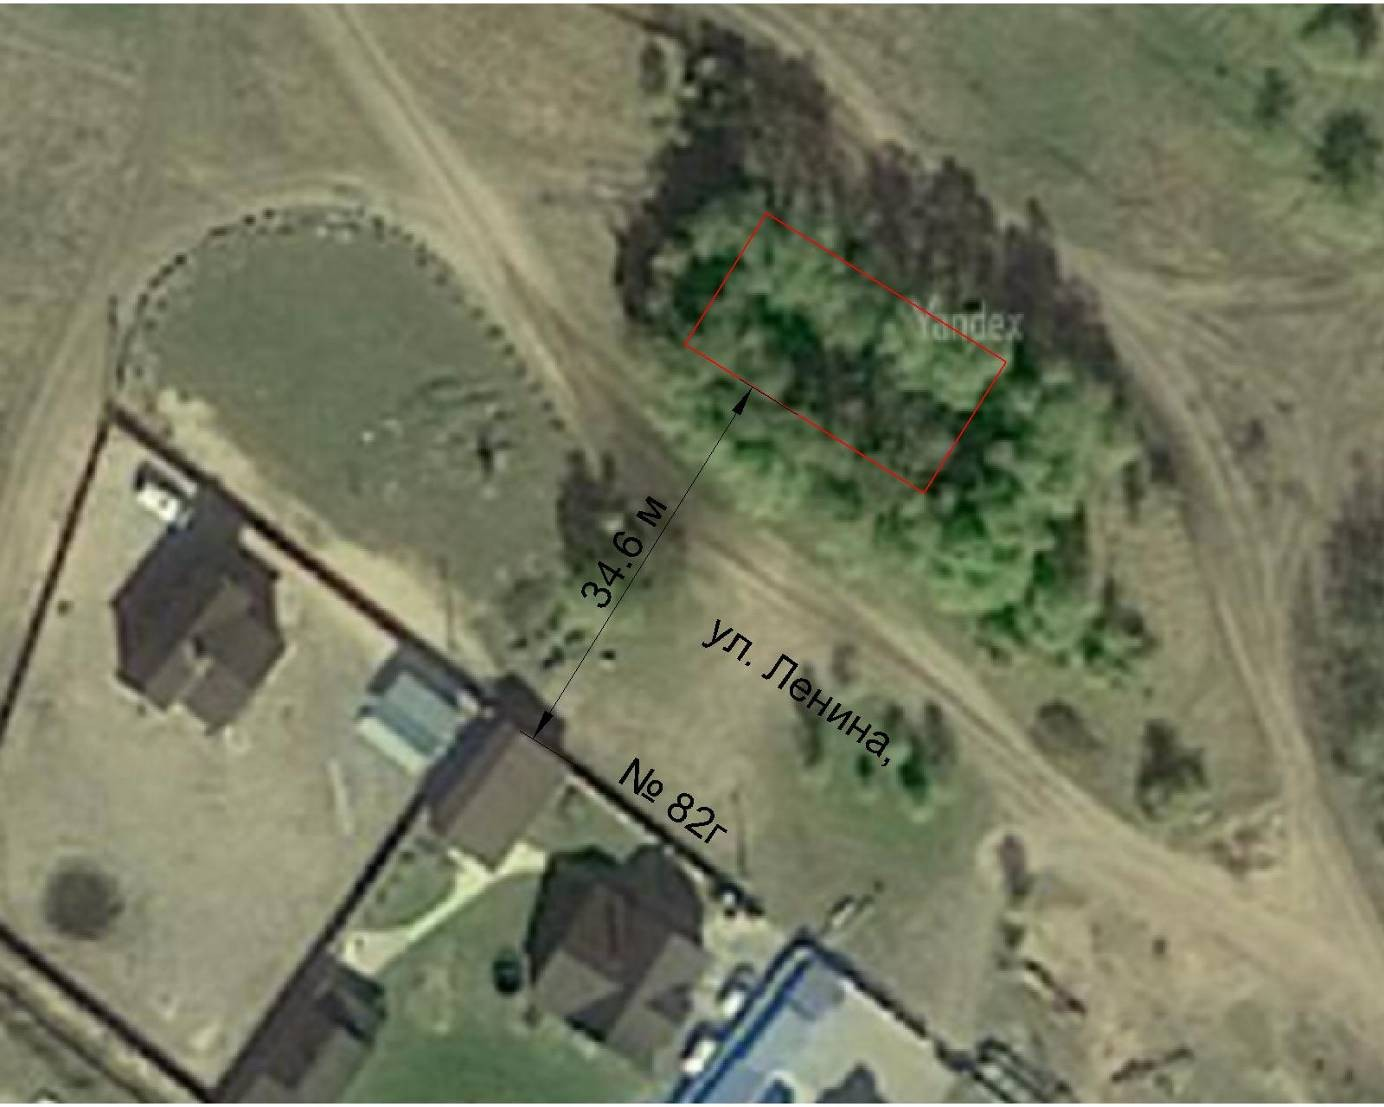 Yandex
34.6 м
ул. Ленина,
№ 82г